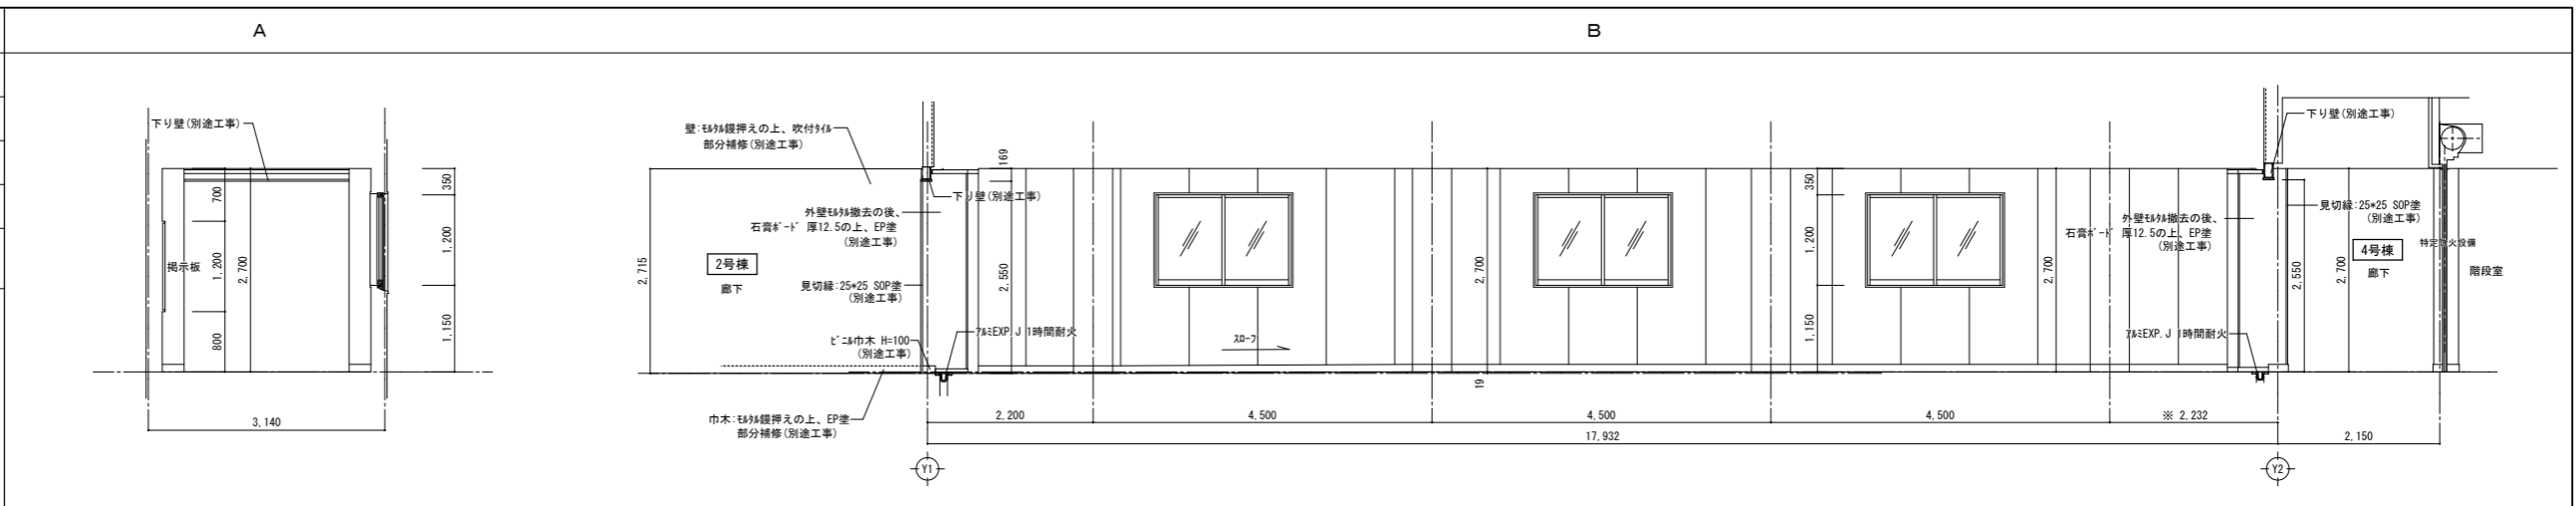 A
B
下り壁(別途工事)
700
1,200
800
2,700
掲示板
350
1,200
1,150
3,140
壁:ﾓﾙﾀﾙ鏝押えの上、吹付ﾀｲﾙ
部分補修(別途工事)
169
下り壁(別途工事)
外壁ﾓﾙﾀﾙ撤去の後、
石膏ﾎﾞｰﾄﾞ 厚12.5の上、EP塗
(別途工事)
2,715
2号棟
廊下
2,550
見切縁:25*25 SOP塗
(別途工事)
ｱﾙﾐEXP.J 1時間耐火
ﾋﾞﾆﾙ巾木 H=100
(別途工事)
巾木:ﾓﾙﾀﾙ鏝押えの上、EP塗
部分補修(別途工事)
ｽﾛｰﾌﾟ
2,700
19
350
1,200
1,150
2,700
下り壁(別途工事)
外壁ﾓﾙﾀﾙ撤去の後、
石膏ﾎﾞｰﾄﾞ 厚12.5の上、EP塗
(別途工事)
見切縁:25*25 SOP塗
(別途工事)
特定防火設備
4号棟
廊下
階段室
2,550
2,700
ｱﾙﾐEXP.J 1時間耐火
2,200
4,500
4,500
4,500
※ 2,232
17,932
2,150
Y1
Y2